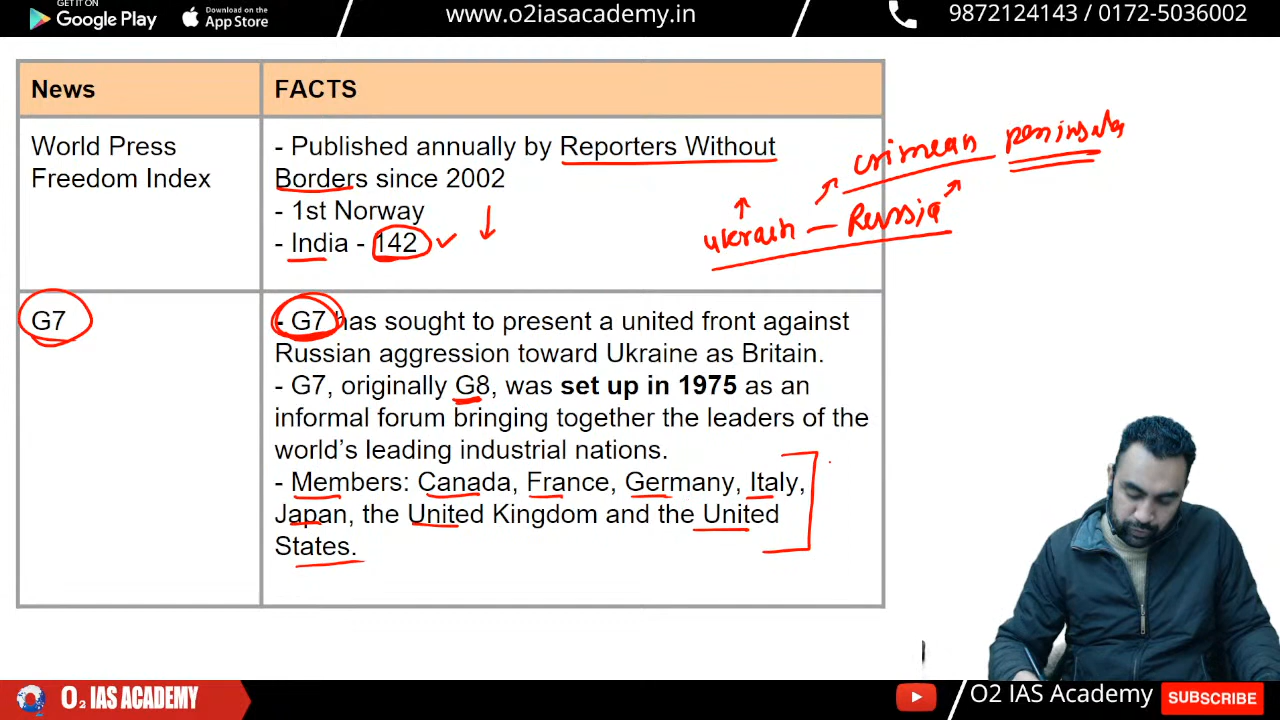 GET IT ON
Google Play
Download on the
App Store
www.o2iasacademy.in
9872124143 / 0172-5036002
News
FACTS
World Press
Freedom Index
- Published annually by Reporters Without
Borders since 2002
- 1st Norway
- India - 142
crimean peninsula
ukrain — Russia
G7
- G7 has sought to present a united front against
Russian aggression toward Ukraine as Britain.
- G7, originally G8, was set up in 1975 as an
informal forum bringing together the leaders of the
world’s leading industrial nations.
- Members: Canada, France, Germany, Italy,
Japan, the United Kingdom and the United
States.
O2 IAS ACADEMY
O2 IAS Academy
SUBSCRIBE